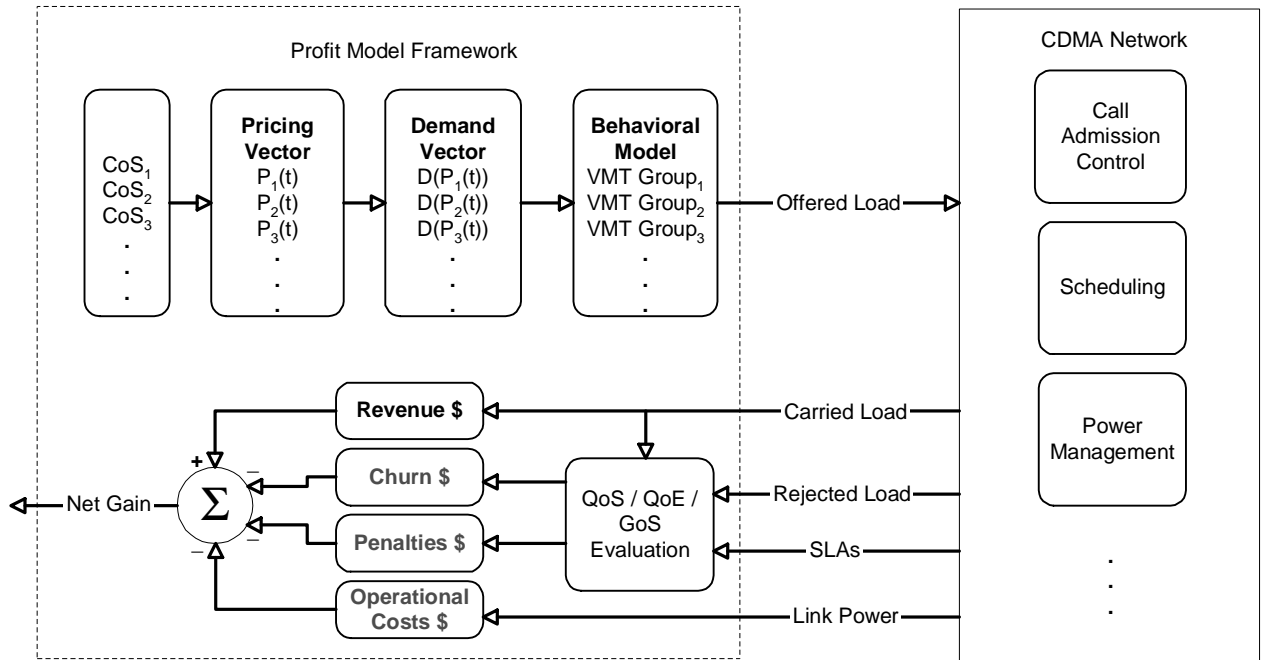 Profit Model Framework
CoS₁
CoS₂
CoS₃
.
.
.
Pricing
Vector
P₁(t)
P₂(t)
P₃(t)
.
.
.
Demand
Vector
D(P₁(t))
D(P₂(t))
D(P₃(t))
.
.
.
Behavioral
Model
VMT Group₁
VMT Group₂
VMT Group₃
.
.
.
Offered Load
CDMA Network
Call
Admission
Control
Scheduling
Power
Management
.
.
.
Revenue $
Carried Load
Churn $
QoS / QoE /
GoS
Evaluation
Rejected Load
Penalties $
SLAs
Operational
Costs $
Link Power
+
–
–
–
Σ
Net Gain